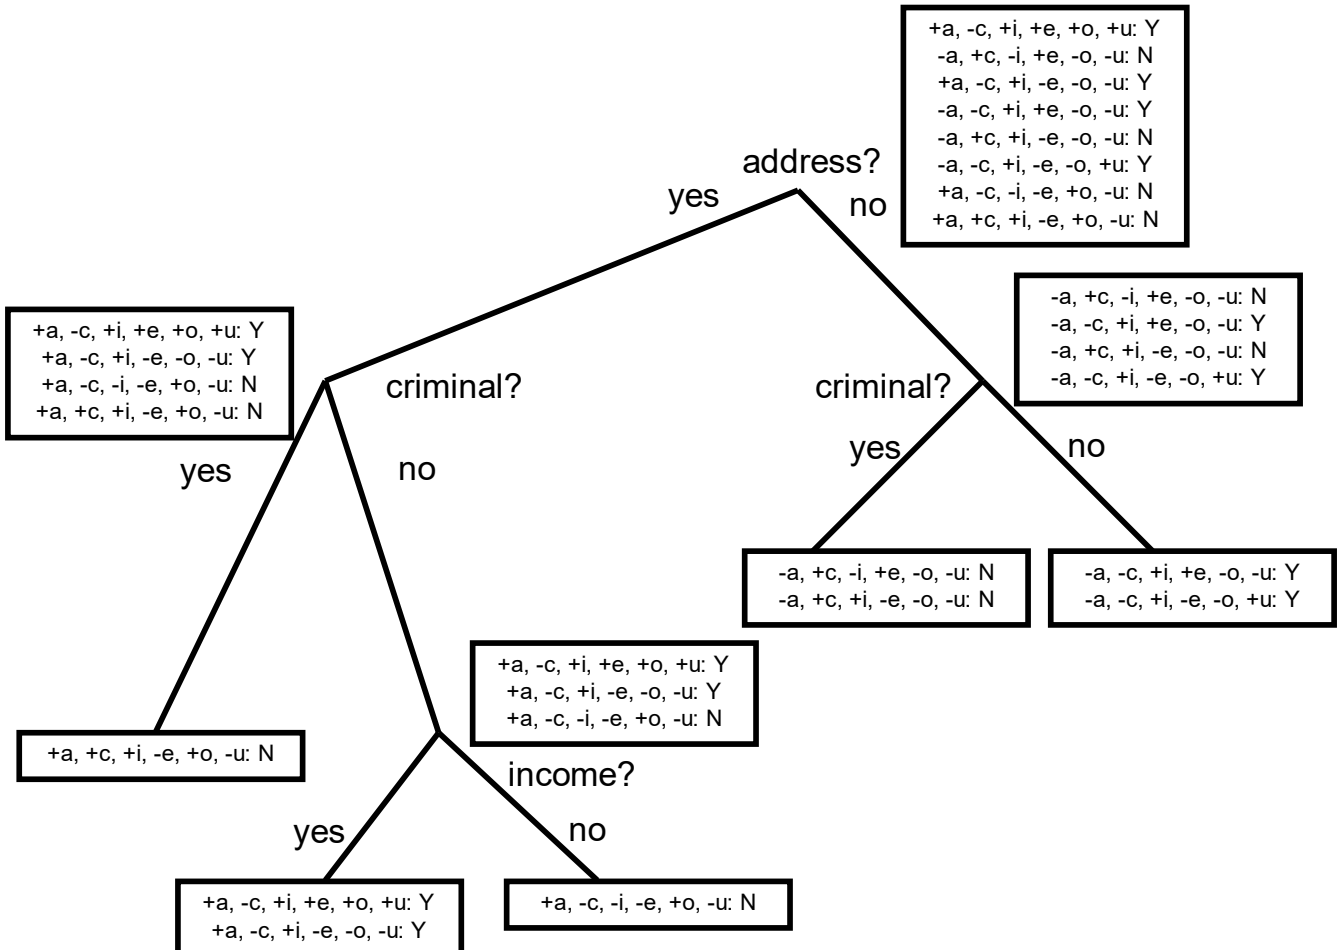 +a, -c, +i, +e, +o, +u: Y
-a, +c, -i, +e, -o, -u: N
+a, -c, +i, -e, -o, -u: Y
-a, -c, +i, +e, -o, -u: Y
-a, +c, +i, -e, -o, -u: N
-a, -c, +i, -e, -o, +u: Y
+a, -c, -i, -e, +o, -u: N
+a, +c, +i, -e, +o, -u: N
address?
yes
no
+a, -c, +i, +e, +o, +u: Y
+a, -c, +i, -e, -o, -u: Y
+a, -c, -i, -e, +o, -u: N
+a, +c, +i, -e, +o, -u: N
-a, +c, -i, +e, -o, -u: N
-a, -c, +i, +e, -o, -u: Y
-a, +c, +i, -e, -o, -u: N
-a, -c, +i, -e, -o, +u: Y
criminal?
criminal?
yes
no
yes
no
-a, +c, -i, +e, -o, -u: N
-a, +c, +i, -e, -o, -u: N
-a, -c, +i, +e, -o, -u: Y
-a, -c, +i, -e, -o, +u: Y
+a, -c, +i, +e, +o, +u: Y
+a, -c, +i, -e, -o, -u: Y
+a, -c, -i, -e, +o, -u: N
+a, +c, +i, -e, +o, -u: N
income?
yes
no
+a, -c, +i, +e, +o, +u: Y
+a, -c, +i, -e, -o, -u: Y
+a, -c, -i, -e, +o, -u: N